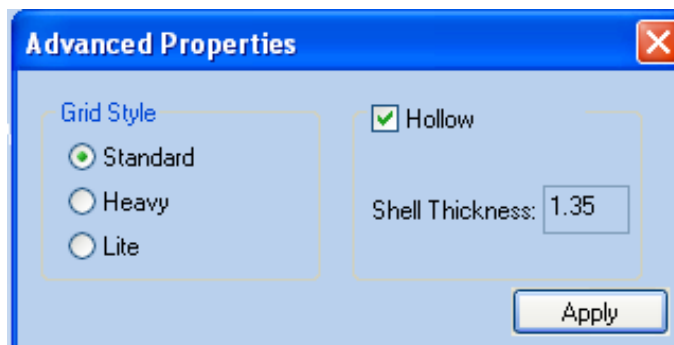 Advanced Properties
Grid Style
Standard
Heavy
Lite
Hollow
Shell Thickness: 1.35
Apply